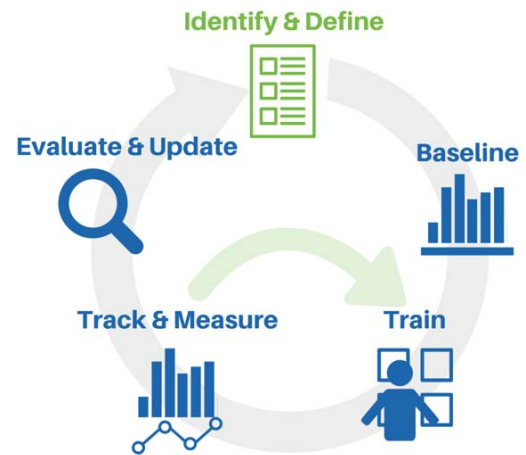 Identify & Define
Evaluate & Update
Baseline
Track & Measure
Train